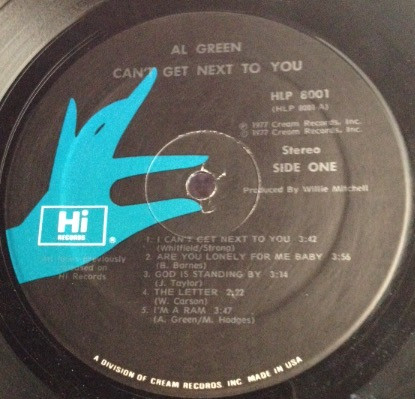 AL GREEN
CAN'T GET NEXT TO YOU
HLP 8001
(HLP 8001 A)
℗ 1977 Cream Records, Inc.
© 1977 Cream Records, Inc.
Stereo
SIDE ONE
Produced By Willie Mitchell
Hi
RECORDS
®
1. I CAN'T GET NEXT TO YOU 3:42
(Whitfield/Strong)
2. ARE YOU LONELY FOR ME BABY 3:56
(B. Barnes)
3. GOD IS STANDING BY 3:14
(J. Taylor)
4. THE LETTER 2:22
(W. Carson)
5. I'M A RAM 3:47
(A. Green/M. Hodges)
previously
on
Hi Records
A DIVISION OF CREAM RECORDS INC MADE IN USA